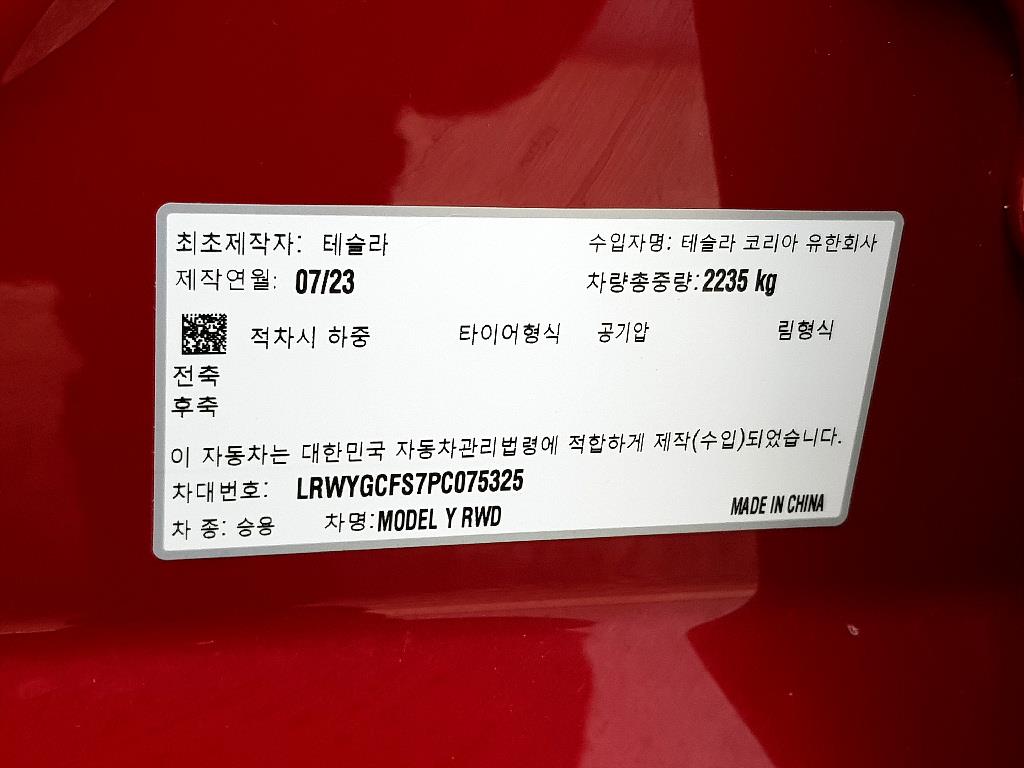 최초제작자: 테슬라 수입자명: 테슬라 코리아 유한회사
제작연월: 07/23 차량총중량: 2235 kg
적차시 하중 타이어형식 공기압 림형식
전축
후축
이 자동차는 대한민국 자동차관리법령에 적합하게 제작(수입)되었습니다.
차대번호: LRWYGCFS7PC075325
차 종: 승용 차명: MODEL Y RWD MADE IN CHINA